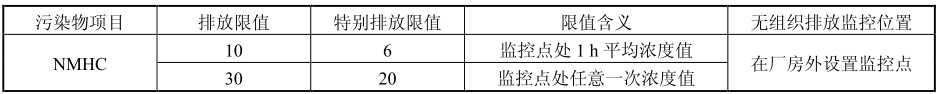 污染物项目 排放限值 特别排放限值 限值含义 无组织排放监控位置
NMHC 10 6 监控点处 1 h 平均浓度值 在厂房外设置监控点
30 20 监控点处任意一次浓度值